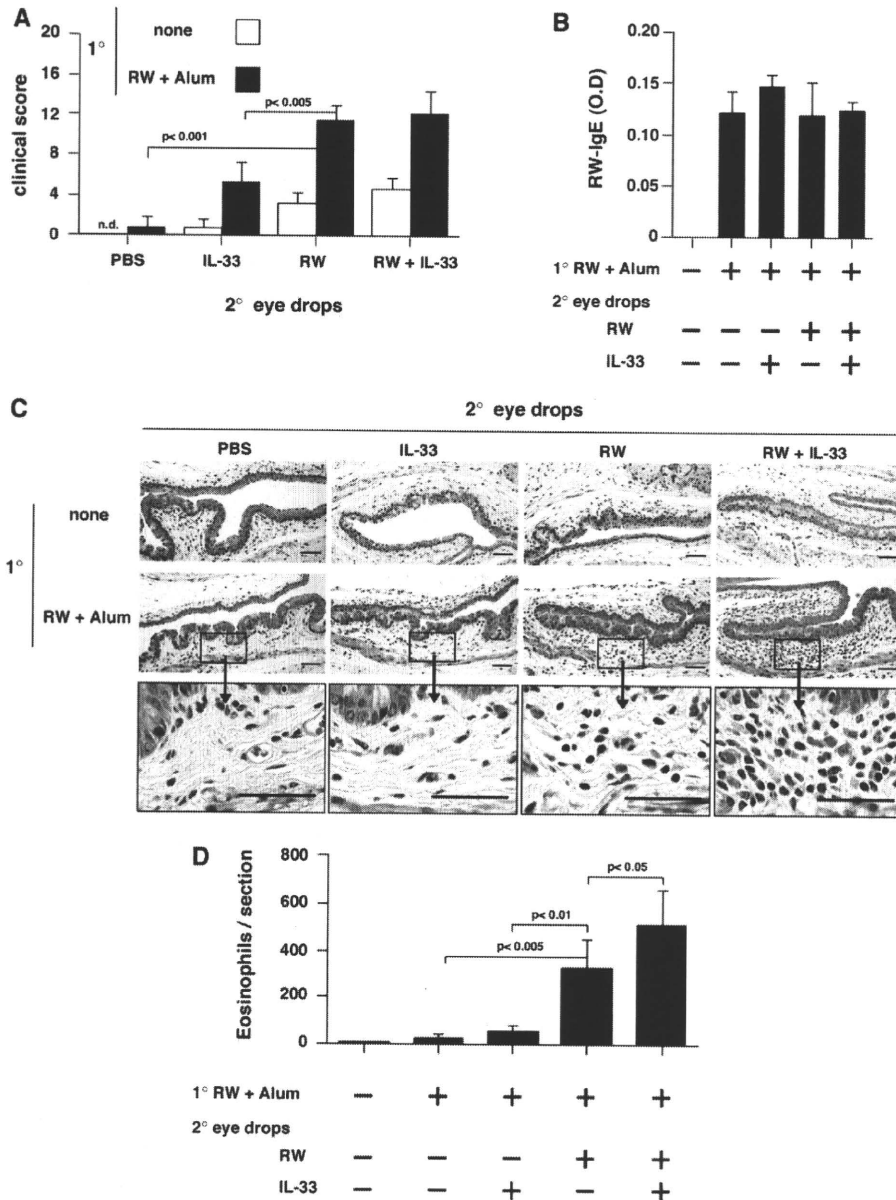 A
1°
none
RW + Alum
clinical score
20
16
12
8
4
0
p< 0.005
p< 0.001
n.d.
PBS IL-33 RW RW + IL-33
2° eye drops
B
RW-IgE (O.D)
0.20
0.15
0.10
0.05
0
1° RW + Alum − + + + +
2° eye drops
RW − − − + +
IL-33 − − + − +
C
2° eye drops
PBS IL-33 RW RW + IL-33
1°
none
RW + Alum
D
Eosinophils / section
800
600
400
200
0
p< 0.05
p< 0.01
p< 0.005
1° RW + Alum − + + + +
2° eye drops
RW − − − + +
IL-33 − − + − +